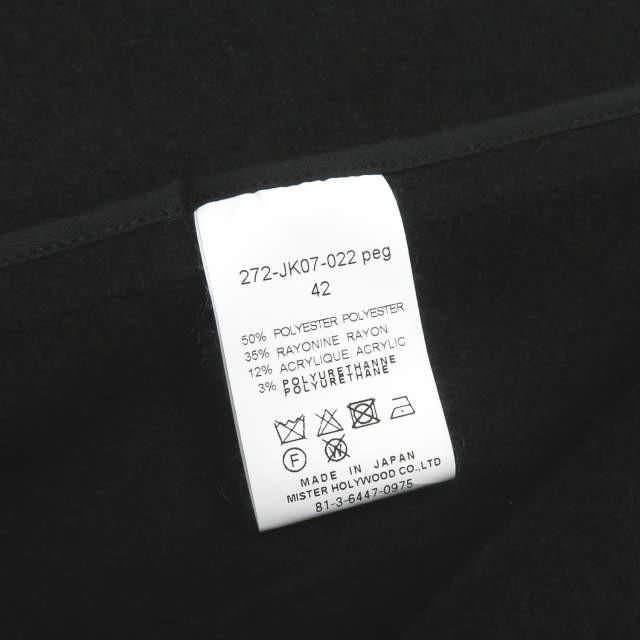 272-JK07-022 peg
42
50% POLYESTER POLYESTER
35% RAYONINE RAYON
12% ACRYLIQUE ACRYLIC
3% POLYURETHANNE
POLYURETHANE
F W
MADE IN JAPAN
MISTER HOLYWOOD CO.,LTD
81-3-6447-0975